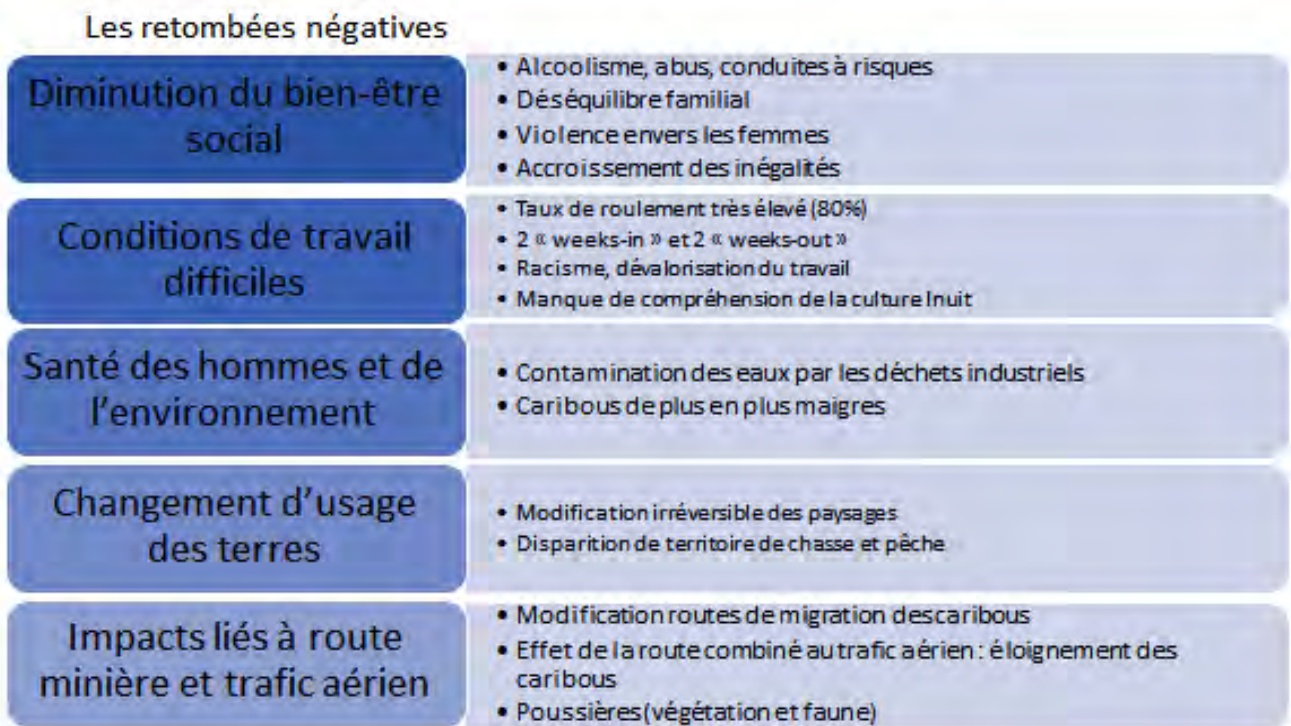 Les retombées négatives
Diminution du bien-être
social
• Alcoolisme, abus, conduites à risques
• Déséquilibre familial
• Violence envers les femmes
• Accroissement des inégalités
Conditions de travail
difficiles
• Taux de roulement très élevé (80%)
• 2 « weeks-in » et 2 « weeks-out »
• Racisme, dévalorisation du travail
• Manque de compréhension de la culture Inuit
Santé des hommes et de
l'environnement
• Contamination des eaux par les déchets industriels
• Caribous de plus en plus maigres
Changement d'usage
des terres
• Modification irréversible des paysages
• Disparition de territoire de chasse et pêche
Impacts liés à route
minière et trafic aérien
• Modification routes de migration descaribous
• Effet de la route combiné au trafic aérien : éloignement des
caribous
• Poussières (végétation et faune)